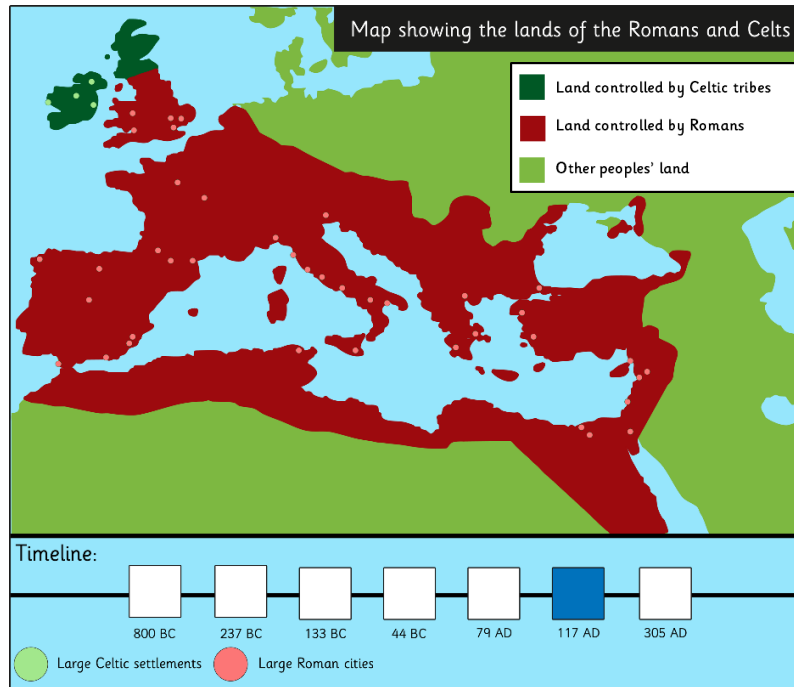 Map showing the lands of the Romans and Celts
Land controlled by Celtic tribes
Land controlled by Romans
Other peoples' land
Timeline:
800 BC
237 BC
133 BC
44 BC
79 AD
117 AD
305 AD
Large Celtic settlements
Large Roman cities